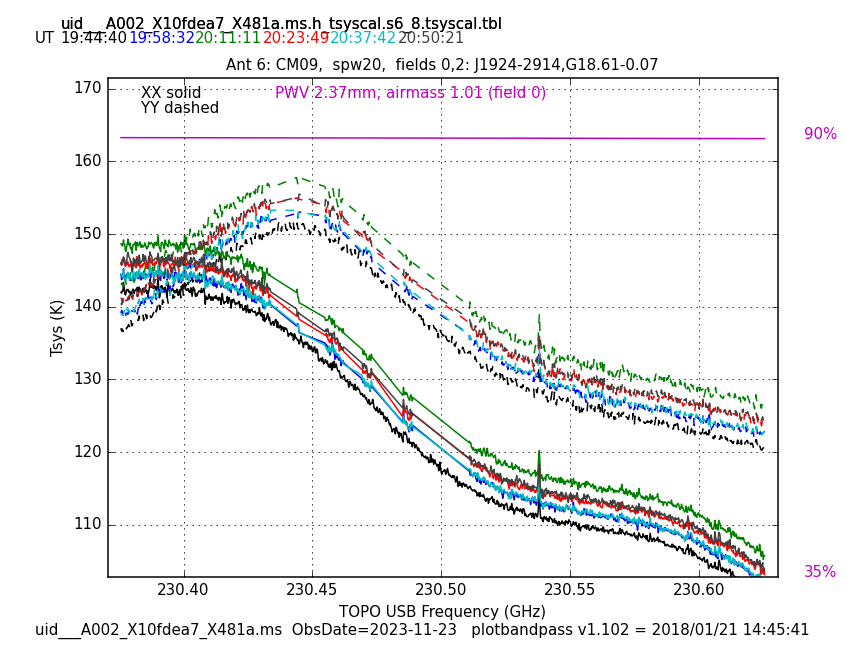 uid___A002_X10fdea7_X481a.ms.h_tsyscal.s6_8.tsyscal.tbl
UT 19:44:40 19:58:32 20:11:11 20:23:49 20:37:42 20:50:21
Ant 6: CM09,  spw20,  fields 0,2: J1924-2914,G18.61-0.07
XX solid
YY dashed
PWV 2.37mm, airmass 1.01 (field 0)
90%
35%
Tsys (K)
170
160
150
140
130
120
110
230.40 230.45 230.50 230.55 230.60
TOPO USB Frequency (GHz)
uid___A002_X10fdea7_X481a.ms  ObsDate=2023-11-23   plotbandpass v1.102 = 2018/01/21 14:45:41